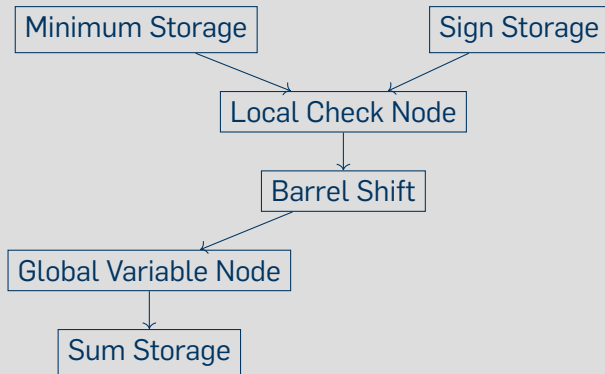 Minimum Storage
Sign Storage
Local Check Node
Barrel Shift
Global Variable Node
Sum Storage